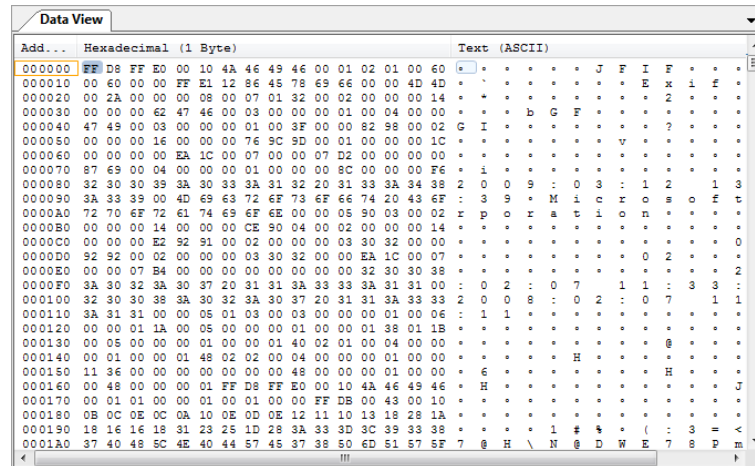 Data View
Add... Hexadecimal (1 Byte) Text (ASCII)
000000 FF D8 FF E0 00 10 4A 46 49 46 00 01 02 01 00 60 J F I F
000010 00 60 00 00 FF E1 12 86 45 78 69 66 00 00 4D 4D ` E x i f
000020 00 2A 00 00 00 08 00 07 01 32 00 02 00 00 00 14 * 2
000030 00 00 00 62 47 46 00 03 00 00 00 01 00 04 00 00 b G F
000040 47 49 00 03 00 00 00 01 00 3F 00 00 82 98 00 02 G I ?
000050 00 00 00 16 00 00 00 76 9C 9D 00 01 00 00 00 1C v
000060 00 00 00 00 EA 1C 00 07 00 00 07 D2 00 00 00 00
000070 87 69 00 04 00 00 00 01 00 00 00 8C 00 00 00 F6 i
000080 32 30 30 39 3A 30 33 3A 31 32 20 31 33 3A 34 38 2 0 0 9 : 0 3 : 1 2 1 3
000090 3A 33 39 00 4D 69 63 72 6F 73 6F 66 74 20 43 6F : 3 9 M i c r o s o f t
0000A0 72 70 6F 72 61 74 69 6F 6E 00 00 05 90 03 00 02 r p o r a t i o n
0000B0 00 00 00 14 00 00 00 CE 90 04 00 02 00 00 00 14
0000C0 00 00 00 E2 92 91 00 02 00 00 00 03 30 32 00 00 0
0000D0 92 92 00 02 00 00 00 03 30 32 00 00 EA 1C 00 07 0 2
0000E0 00 00 07 B4 00 00 00 00 00 00 00 00 32 30 30 38 2
0000F0 3A 30 32 3A 30 37 20 31 31 3A 33 33 3A 31 31 00 : 0 2 : 0 7 1 1 : 3 3 :
000100 32 30 30 38 3A 30 32 3A 30 37 20 31 31 3A 33 33 2 0 0 8 : 0 2 : 0 7 1 1
000110 3A 31 31 00 00 05 01 03 00 03 00 00 00 01 00 06 : 1 1
000120 00 00 01 1A 00 05 00 00 00 01 00 00 01 38 01 1B
000130 00 05 00 00 00 01 00 00 01 40 02 01 00 04 00 00 @
000140 00 01 00 00 01 48 02 02 00 04 00 00 00 01 00 00 H
000150 11 36 00 00 00 00 00 00 00 48 00 00 00 01 00 00 6 H
000160 00 48 00 00 00 01 FF D8 FF E0 00 10 4A 46 49 46 H J
000170 00 01 01 00 01 00 01 00 00 FF DB 00 43 00 10
000180 0B 0C 0E 0C 0A 10 0E 0D 0E 12 11 10 13 18 28 1A
000190 18 16 16 18 31 23 25 1D 28 3A 33 3D 3C 39 33 38 1 # % ( : 3 = <
0001A0 37 40 48 5C 4E 40 44 57 45 37 38 50 6D 51 57 5F 7 @ H \ N @ D W E 7 8 P m